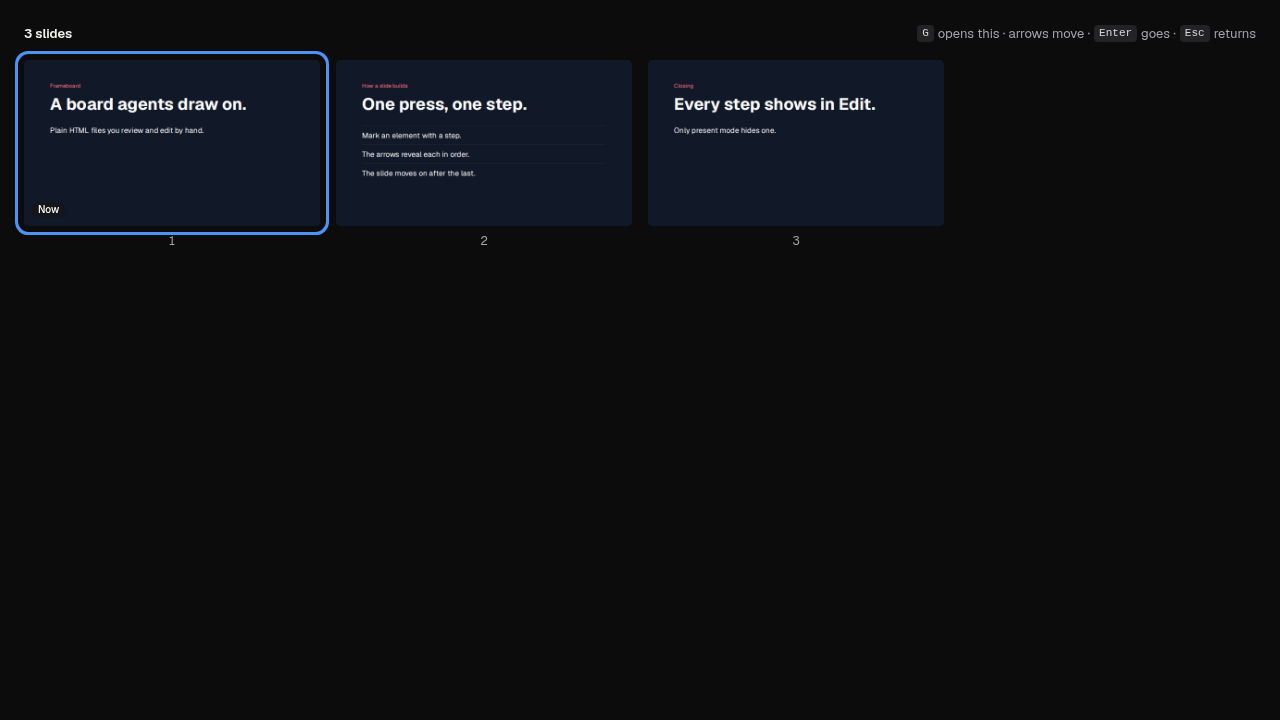 3 slides
G opens this · arrows move · Enter goes · Esc returns
Frameboard
A board agents draw on.
Plain HTML files you review and edit by hand.
Now
1
How a slide builds
One press, one step.
Mark an element with a step.
The arrows reveal each in order.
The slide moves on after the last.
2
Closing
Every step shows in Edit.
Only present mode hides one.
3